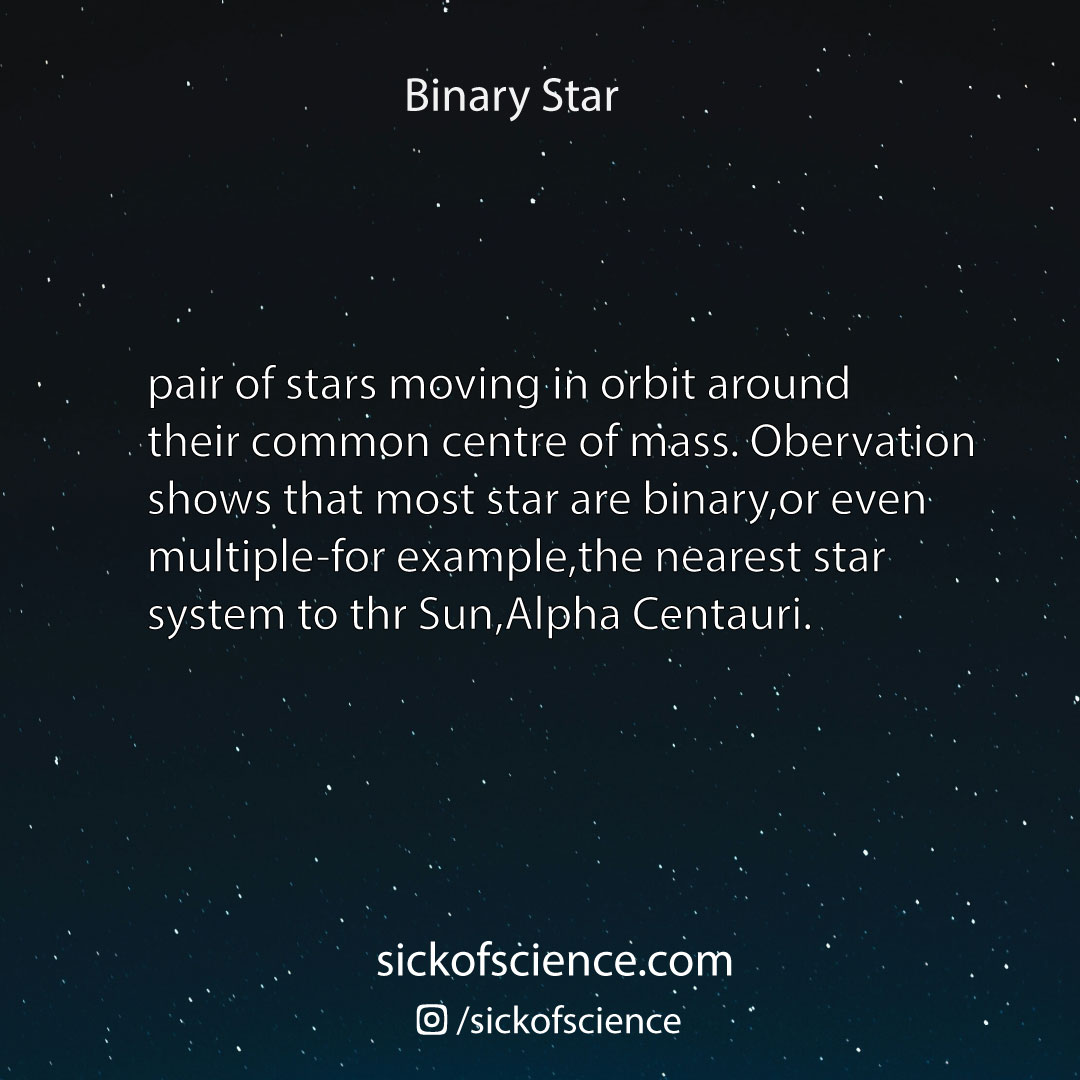 Binary Star
pair of stars moving in orbit around
their common centre of mass. Obervation
shows that most star are binary,or even
multiple-for example,the nearest star
system to thr Sun,Alpha Centauri.
sickofscience.com
/sickofscience